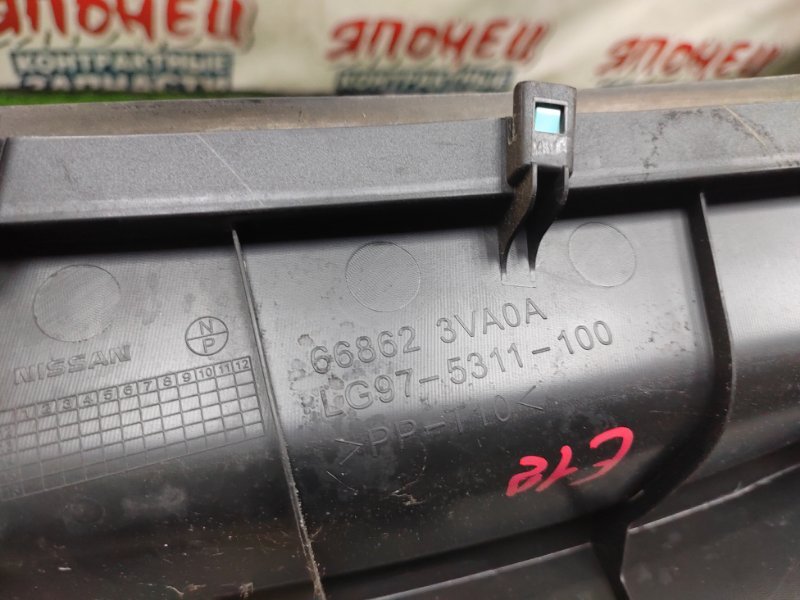 ЯПОНЕЦ
КОНТРАКТНЫЕ
ЗАПЧАСТИ
ЯПОНЕЦ
КОНТРАКТНЫЕ
ЯПОНЕЦ
N
P
NISSAN
1 2 3 4 5 6 7 8 9 10 11 12
66862 3VA0A
LG97-5311-100
>PP-T10<
E12